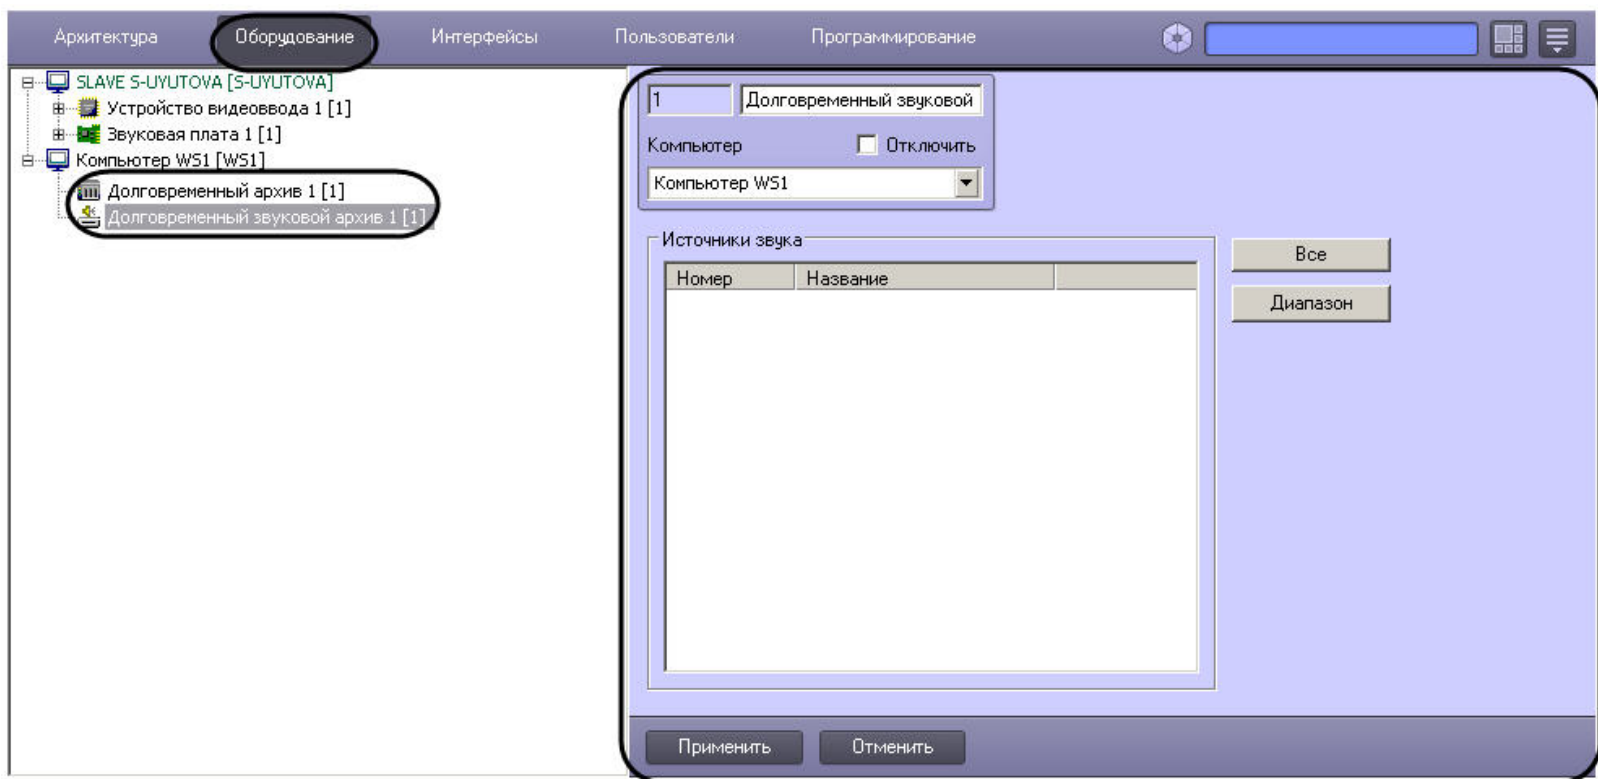 Архитектура Оборудование Интерфейсы Пользователи Программирование
SLAVE S-UYUTOVA [S-UYUTOVA]
Устройство видеоввода 1 [1]
Звуковая плата 1 [1]
Компьютер WS1 [WS1]
Долговременный архив 1 [1]
Долговременный звуковой архив 1 [1]
1 Долговременный звуковой
Компьютер Отключить
Компьютер WS1
Источники звука
Номер Название
Все
Диапазон
Применить Отменить